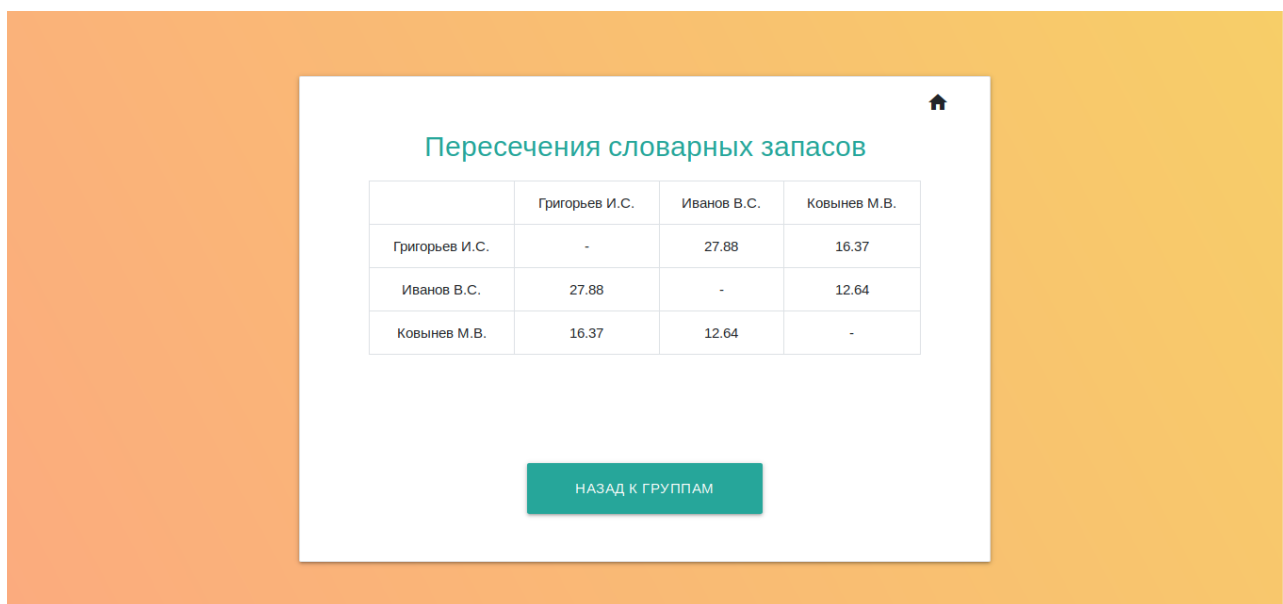 Пересечения словарных запасов
Григорьев И.С. Иванов В.С. Ковынев М.В.
Григорьев И.С. - 27.88 16.37
Иванов В.С. 27.88 - 12.64
Ковынев М.В. 16.37 12.64 -
НАЗАД К ГРУППАМ